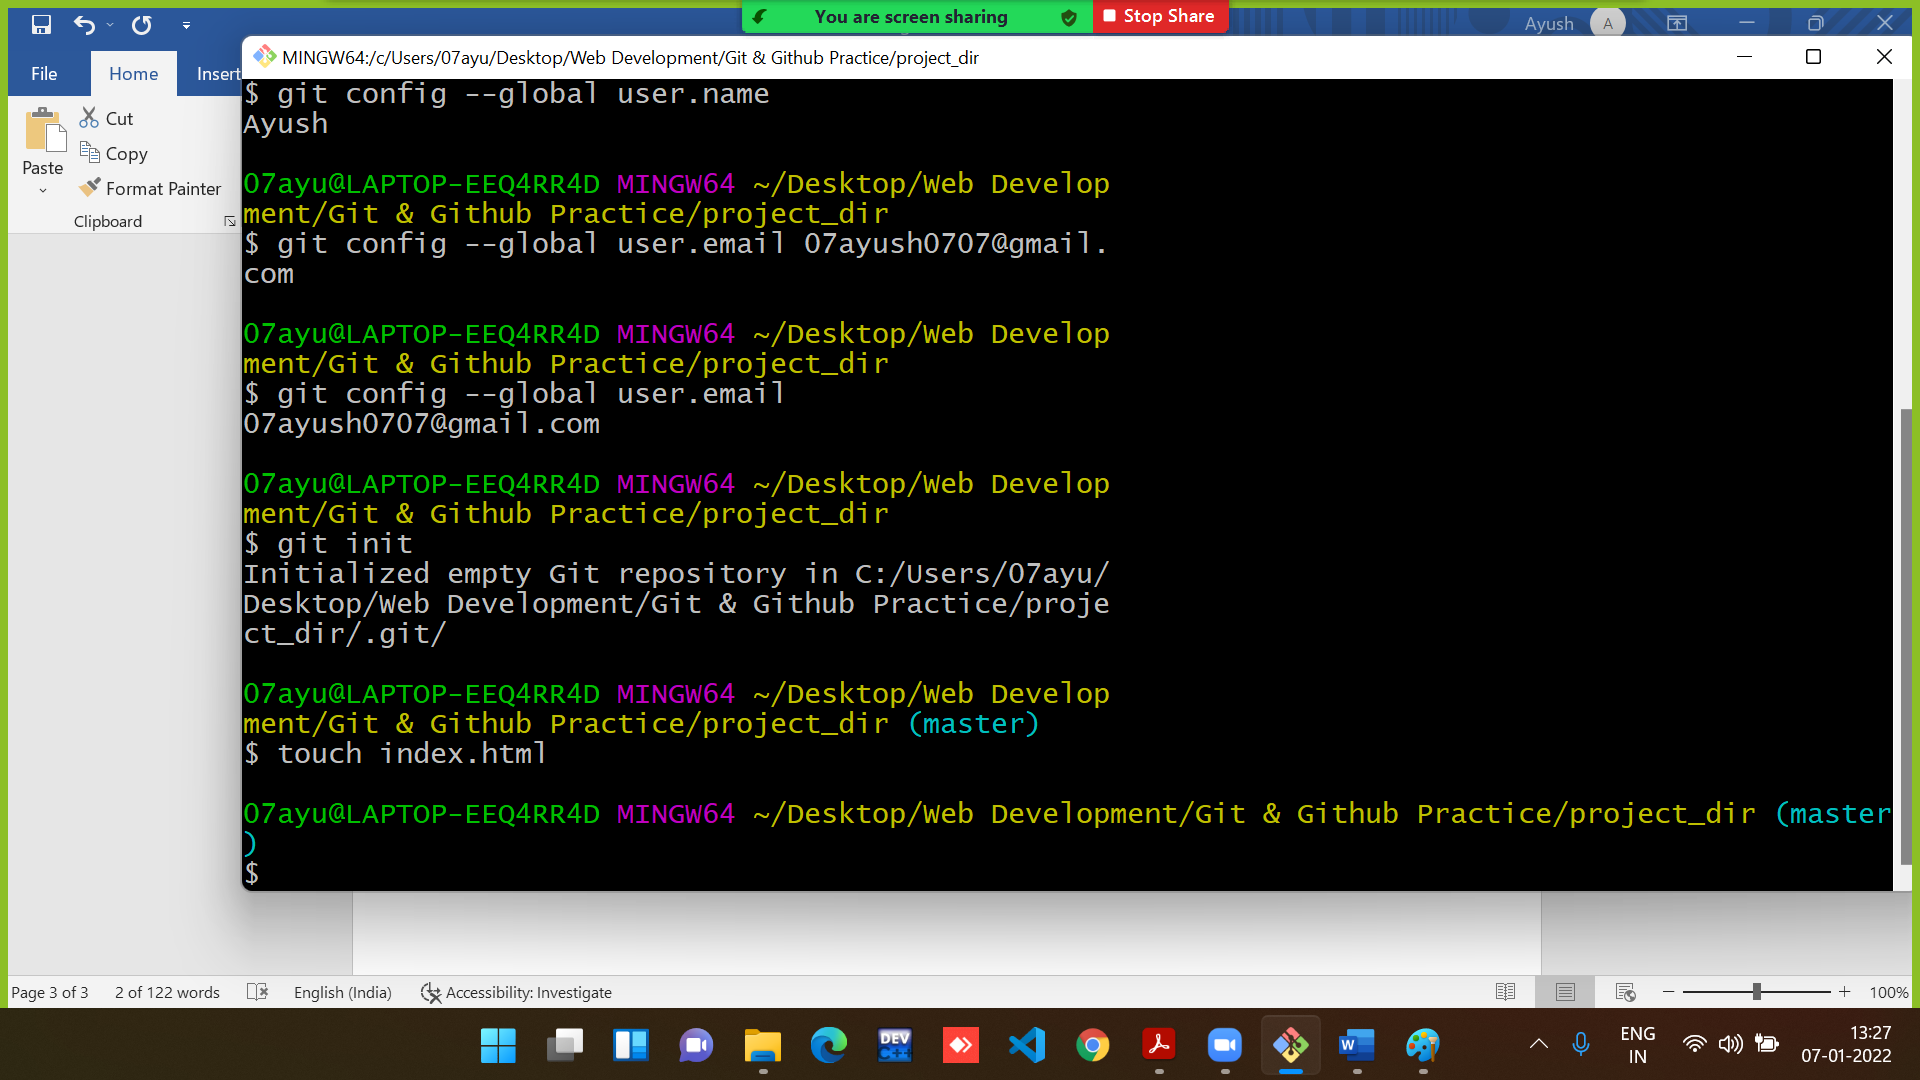 You are screen sharing
Stop Share
Ayush
A
File
Home
Insert
Paste
Cut
Copy
Format Painter
Clipboard
MINGW64:/c/Users/07ayu/Desktop/Web Development/Git & Github Practice/project_dir
$ git config --global user.name
Ayush
07ayu@LAPTOP-EEQ4RR4D MINGW64 ~/Desktop/Web Develop
ment/Git & Github Practice/project_dir
$ git config --global user.email 07ayush0707@gmail.
com
07ayu@LAPTOP-EEQ4RR4D MINGW64 ~/Desktop/Web Develop
ment/Git & Github Practice/project_dir
$ git config --global user.email
07ayush0707@gmail.com
07ayu@LAPTOP-EEQ4RR4D MINGW64 ~/Desktop/Web Develop
ment/Git & Github Practice/project_dir
$ git init
Initialized empty Git repository in C:/Users/07ayu/
Desktop/Web Development/Git & Github Practice/proje
ct_dir/.git/
07ayu@LAPTOP-EEQ4RR4D MINGW64 ~/Desktop/Web Develop
ment/Git & Github Practice/project_dir (master)
$ touch index.html
07ayu@LAPTOP-EEQ4RR4D MINGW64 ~/Desktop/Web Development/Git & Github Practice/project_dir (master
)
$
Page 3 of 3 2 of 122 words English (India) Accessibility: Investigate 100%
DEV
C++
W
ENG
IN
13:27
07-01-2022